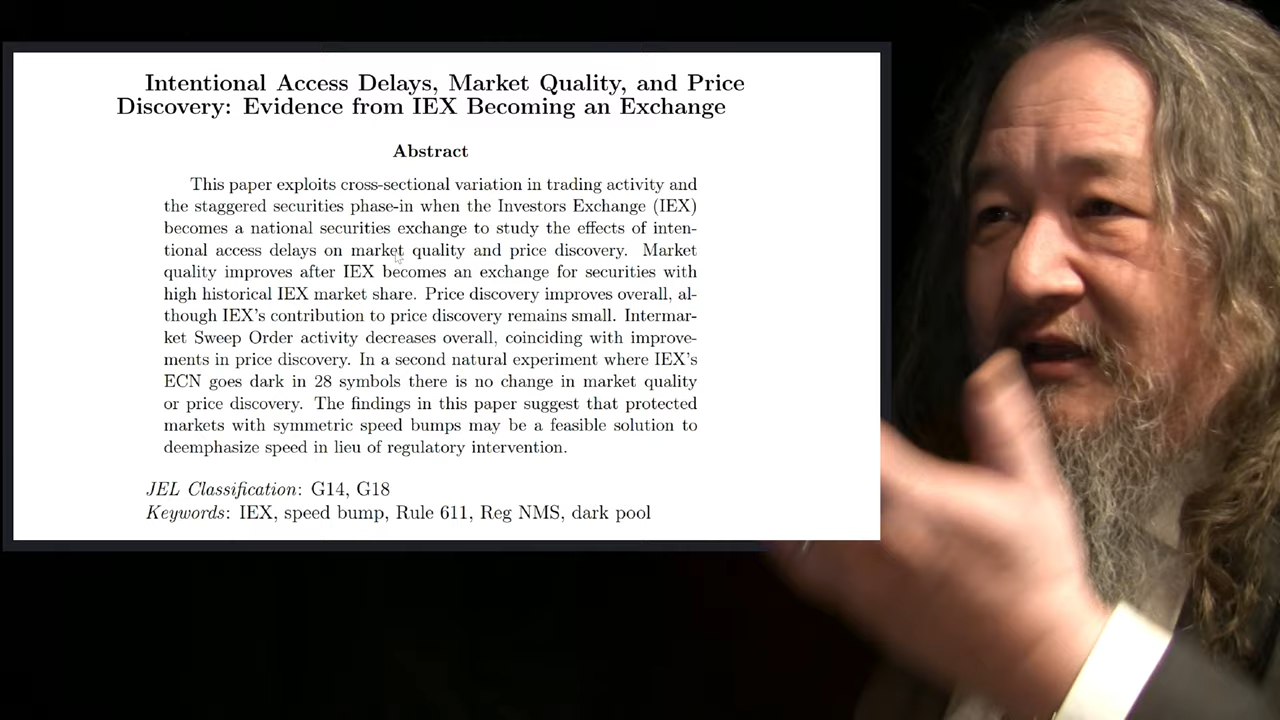 Intentional Access Delays, Market Quality, and Price
Discovery: Evidence from IEX Becoming an Exchange
Abstract
This paper exploits cross-sectional variation in trading activity and
the staggered securities phase-in when the Investors Exchange (IEX)
becomes a national securities exchange to study the effects of inten-
tional access delays on market quality and price discovery. Market
quality improves after IEX becomes an exchange for securities with
high historical IEX market share. Price discovery improves overall, al-
though IEX's contribution to price discovery remains small. Intermar-
ket Sweep Order activity decreases overall, coinciding with improve-
ments in price discovery. In a second natural experiment where IEX's
ECN goes dark in 28 symbols there is no change in market quality
or price discovery. The findings in this paper suggest that protected
markets with symmetric speed bumps may be a feasible solution to
deemphasize speed in lieu of regulatory intervention.
JEL Classification: G14, G18
Keywords: IEX, speed bump, Rule 611, Reg NMS, dark pool